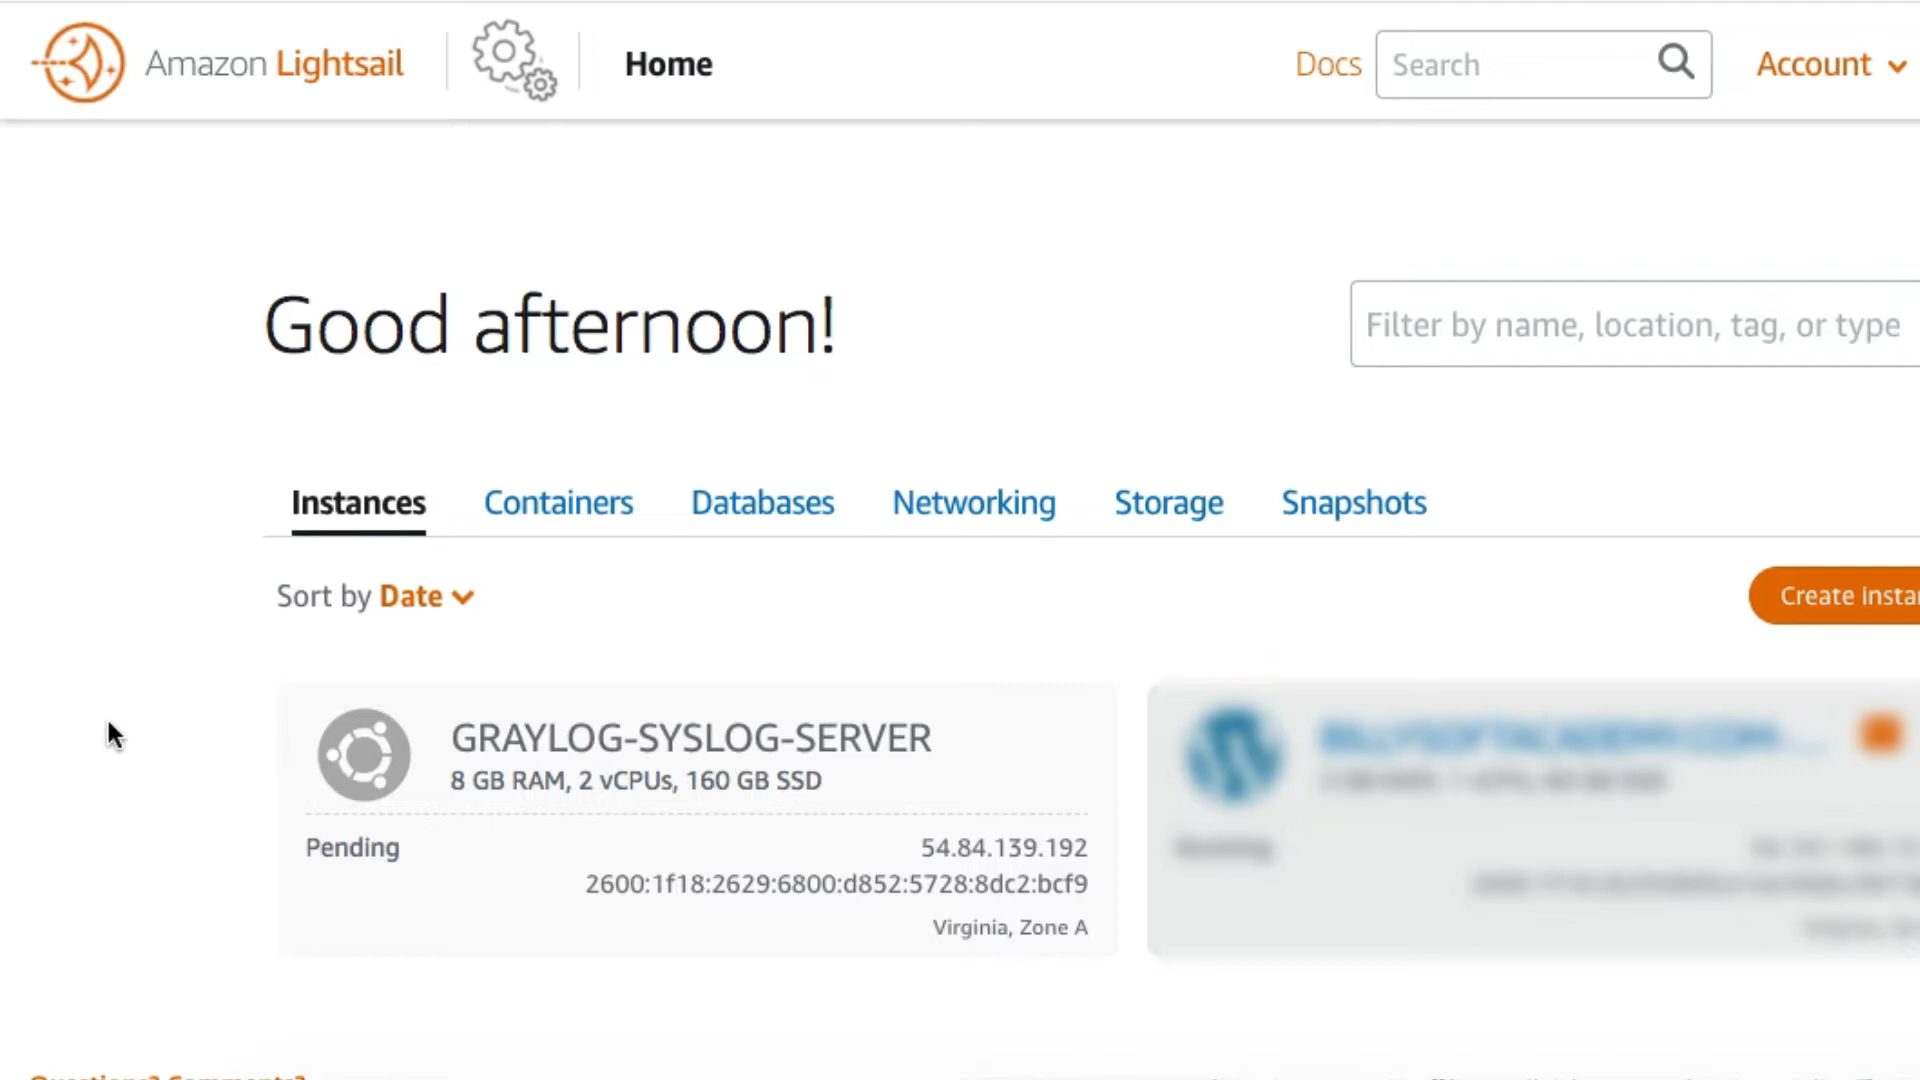 Amazon Lightsail
Home
Docs
Search
Account
Good afternoon!
Filter by name, location, tag, or type
Instances
Containers
Databases
Networking
Storage
Snapshots
Sort by Date
Create insta
GRAYLOG-SYSLOG-SERVER
8 GB RAM, 2 vCPUs, 160 GB SSD
Pending
54.84.139.192
2600:1f18:2629:6800:d852:5728:8dc2:bcf9
Virginia, Zone A
Questions? Comments?